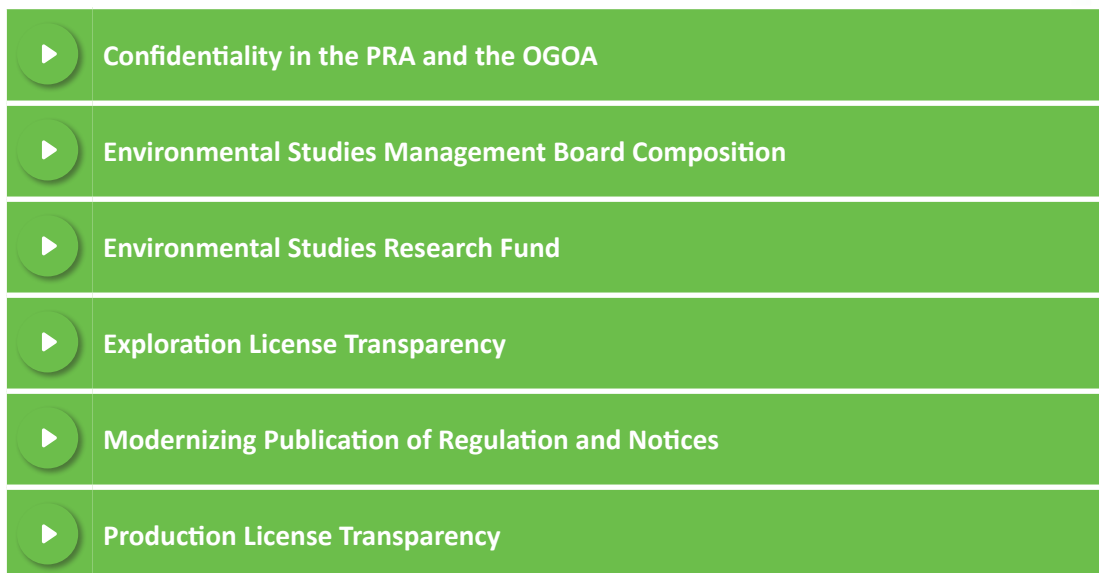 Confidentiality in the PRA and the OGOA
Environmental Studies Management Board Composition
Environmental Studies Research Fund
Exploration License Transparency
Modernizing Publication of Regulation and Notices
Production License Transparency